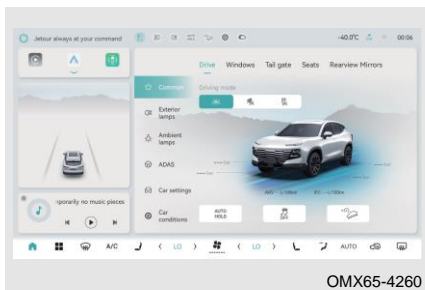 Jetour always at your command
-40.0°C 00:06
Drive Windows Tail gate Seats Rearview Mirrors
Common
Driving mode
Exterior
lamps
Ambient
lamps
ADAS
Car settings
Car
conditions
AUTO
HOLD
porarily no music pieces
A/C
< LO >
< LO >
AUTO
OMX65-4260